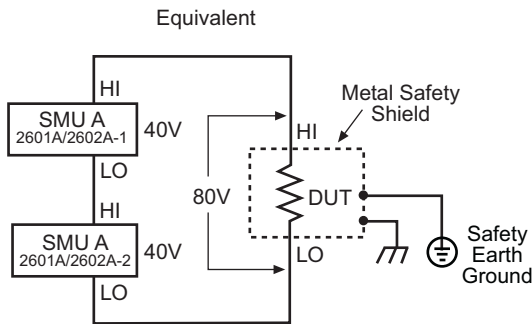 Equivalent
HI
SMU A
2601A/2602A-1
40V
LO
HI
SMU A
2601A/2602A-2
40V
LO
80V
Metal Safety
Shield
HI
DUT
LO
Safety
Earth
Ground